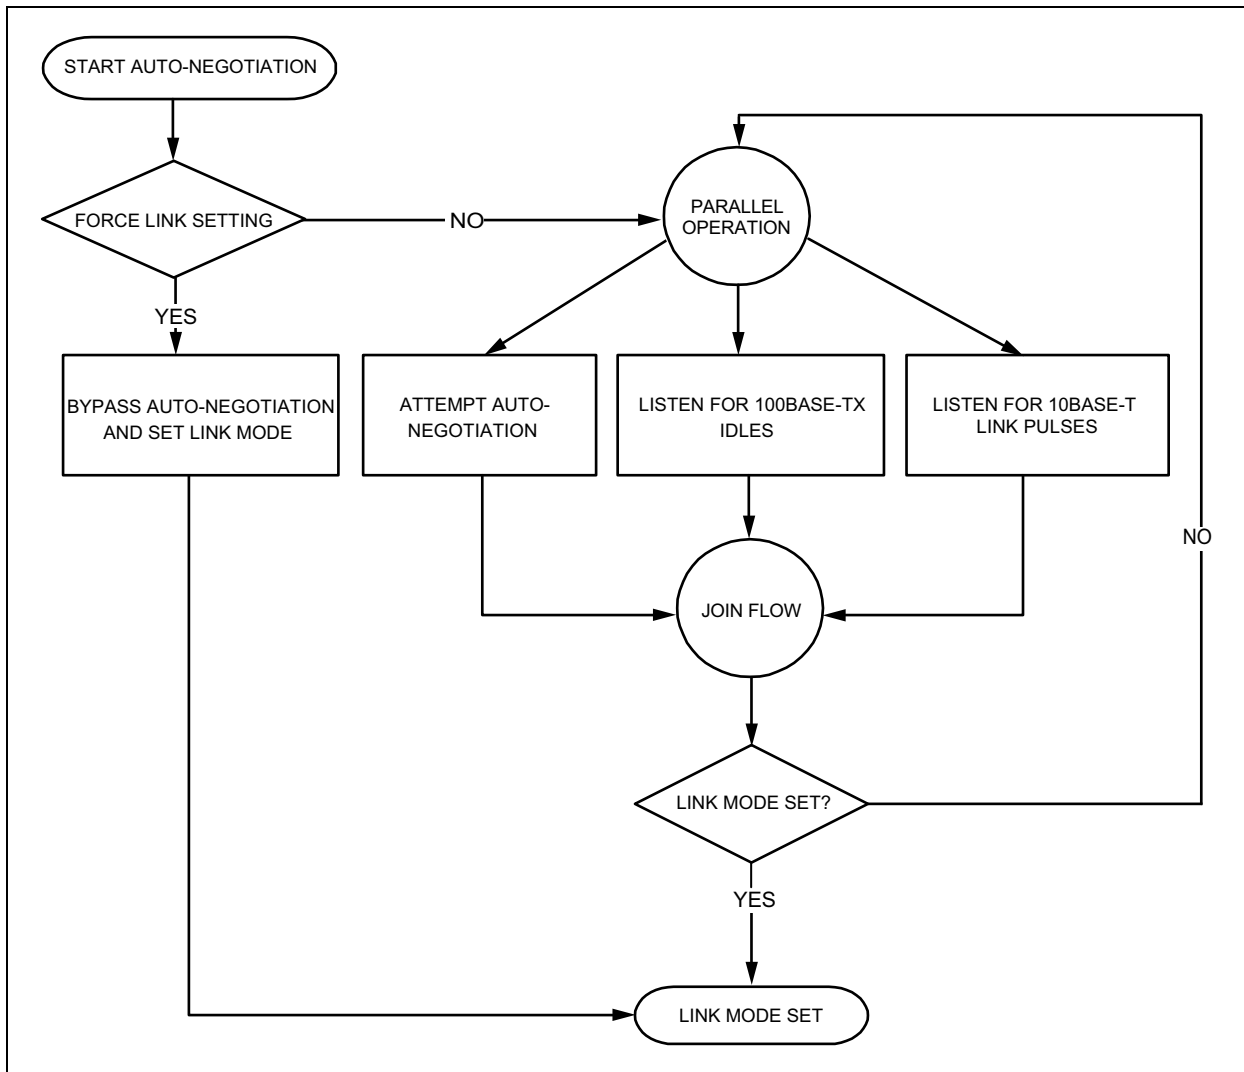 START AUTO-NEGOTIATION
FORCE LINK SETTING
NO
PARALLEL
OPERATION
YES
BYPASS AUTO-NEGOTIATION
AND SET LINK MODE
ATTEMPT AUTO-
NEGOTIATION
LISTEN FOR 100BASE-TX
IDLES
LISTEN FOR 10BASE-T
LINK PULSES
NO
JOIN FLOW
LINK MODE SET?
YES
LINK MODE SET